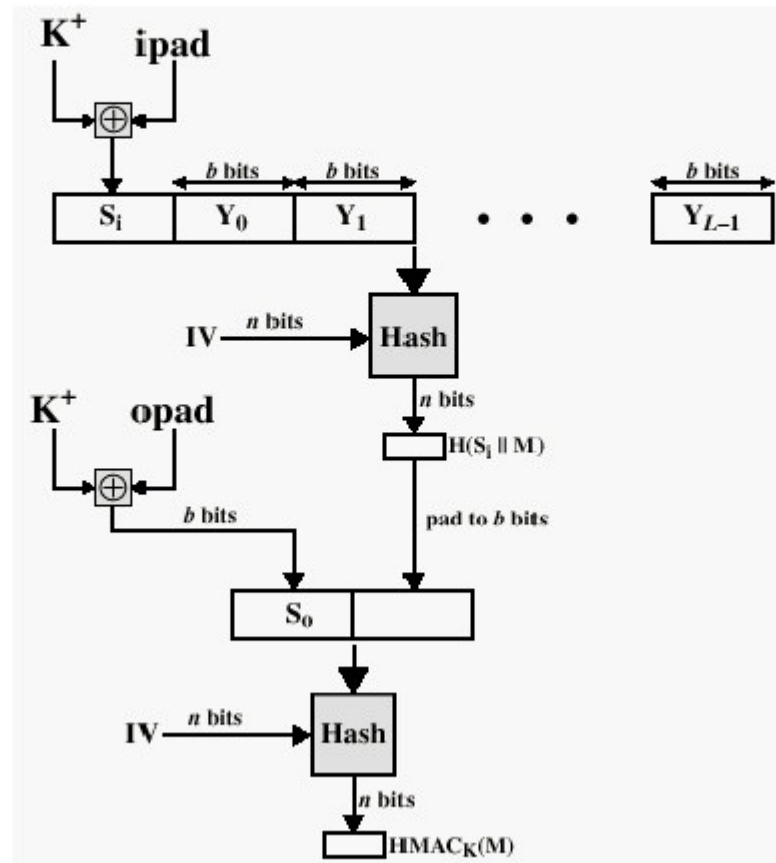 K+ ipad
⊕
b bits b bits b bits
Si Y0 Y1 • • • YL−1
IV n bits Hash
n bits
K+ opad
H(Si || M)
⊕
b bits pad to b bits
So
IV n bits Hash
n bits
HMACK(M)